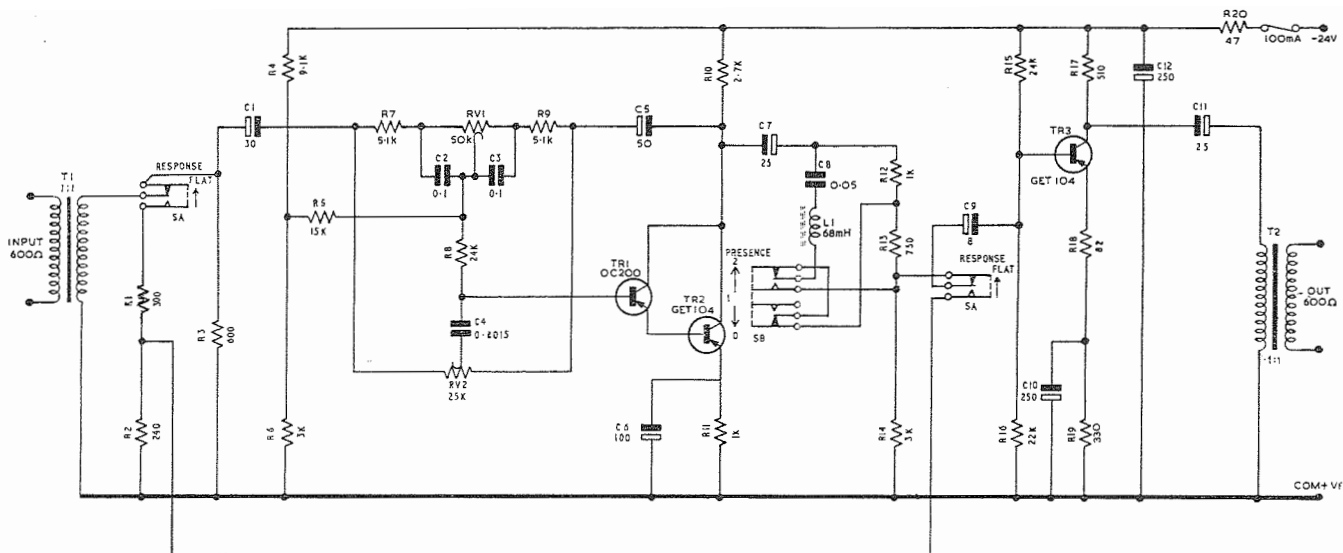 R20
47
100mA
-24V
R4
9·1K
R10
2·7K
R15
24K
R17
510
C12
250
C1
30
R7
5·1k
RV1
50k
R9
5·1k
C5
50
C7
25
C11
25
TR3
GET 104
C2
0·1
C3
0·1
C8
0·05
R12
1K
T1
1:1
RESPONSE
FLAT
SA
R5
15K
R8
24K
L1
68mH
R13
750
C9
8
RESPONSE
FLAT
SA
R18
82
T2
1:1
INPUT
600Ω
OUT
600Ω
R1
300
R3
600
TR1
OC200
TR2
GET 104
PRESENCE
2
1
0
SB
C4
0·0015
RV2
25K
C10
250
R2
240
R6
3K
C6
100
R11
1K
R14
3K
R16
22K
R19
330
COM+VE